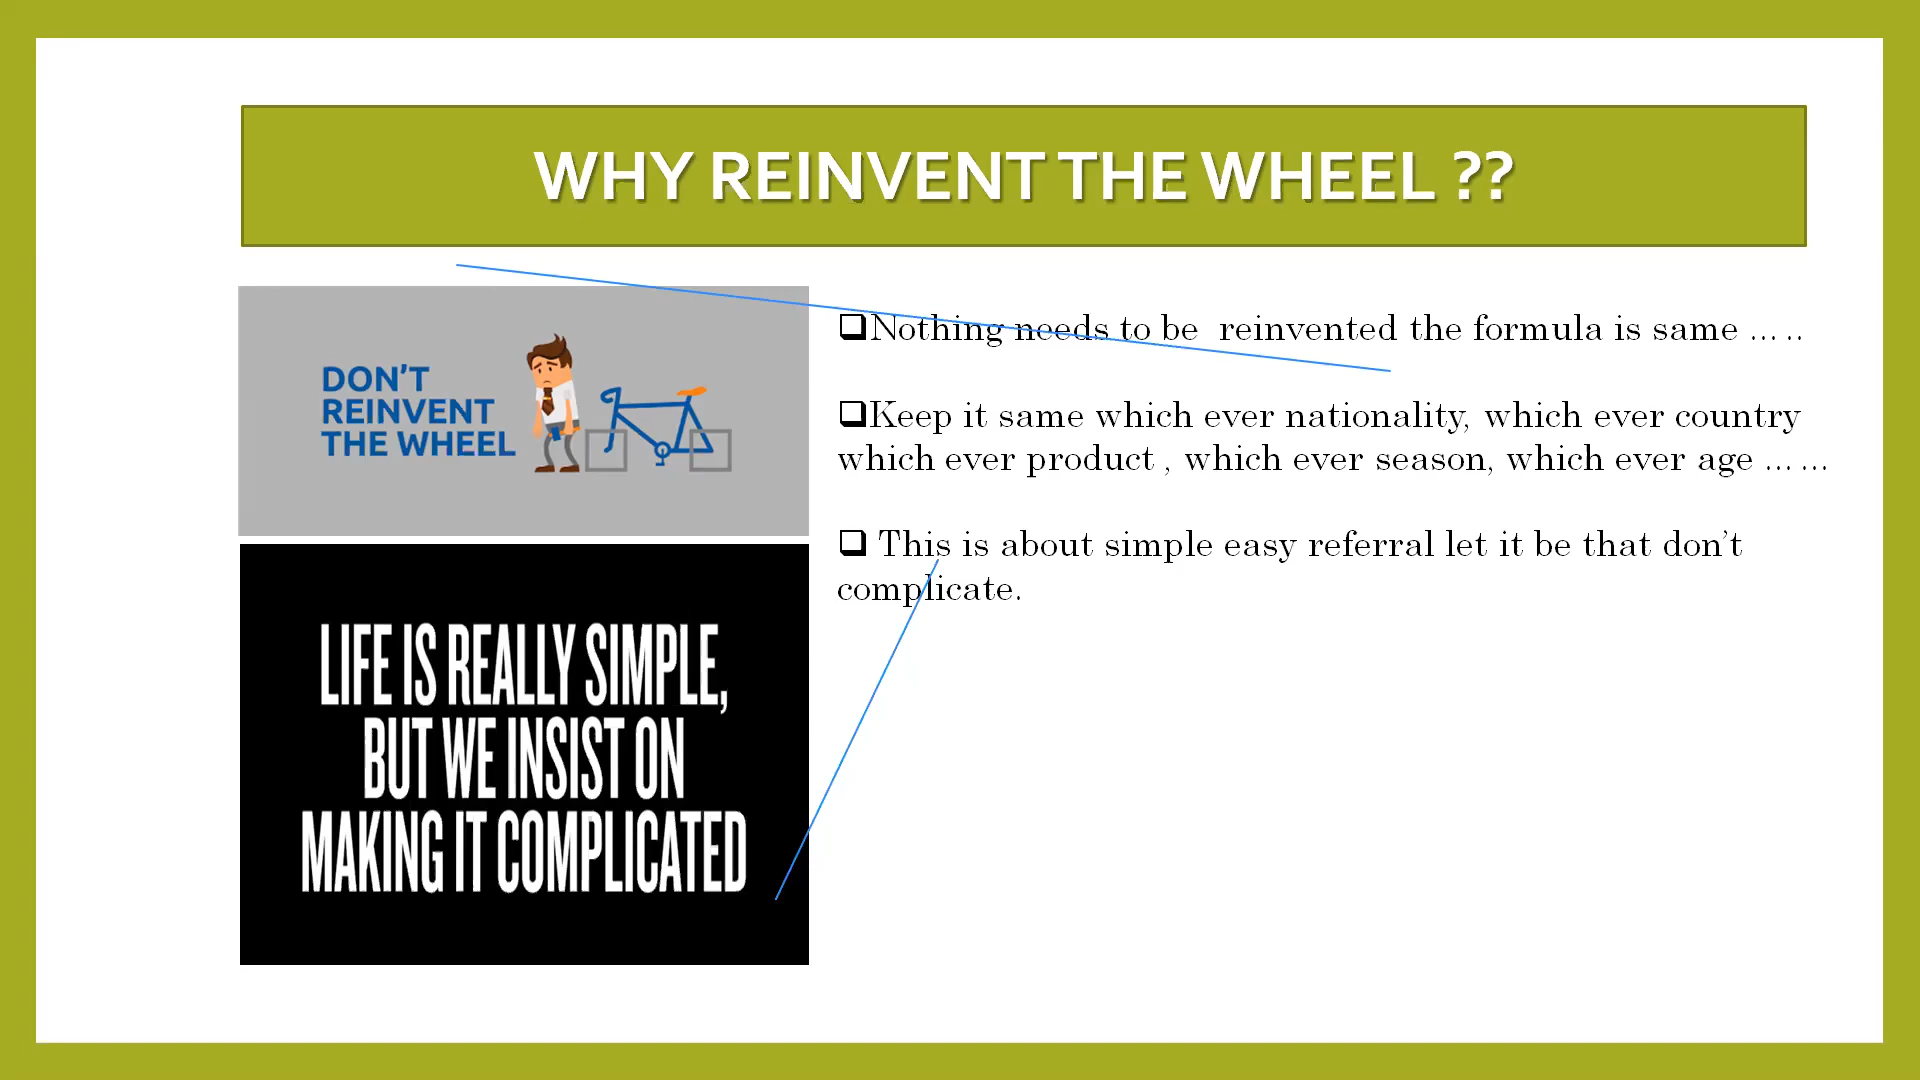 WHY REINVENT THE WHEEL ??
DON'T
REINVENT
THE WHEEL
❑Nothing needs to be  reinvented the formula is same ... ..
❑Keep it same which ever nationality, which ever country
which ever product , which ever season, which ever age ... ...
❑ This is about simple easy referral let it be that don't
complicate.
LIFE IS REALLY SIMPLE,
BUT WE INSIST ON
MAKING IT COMPLICATED